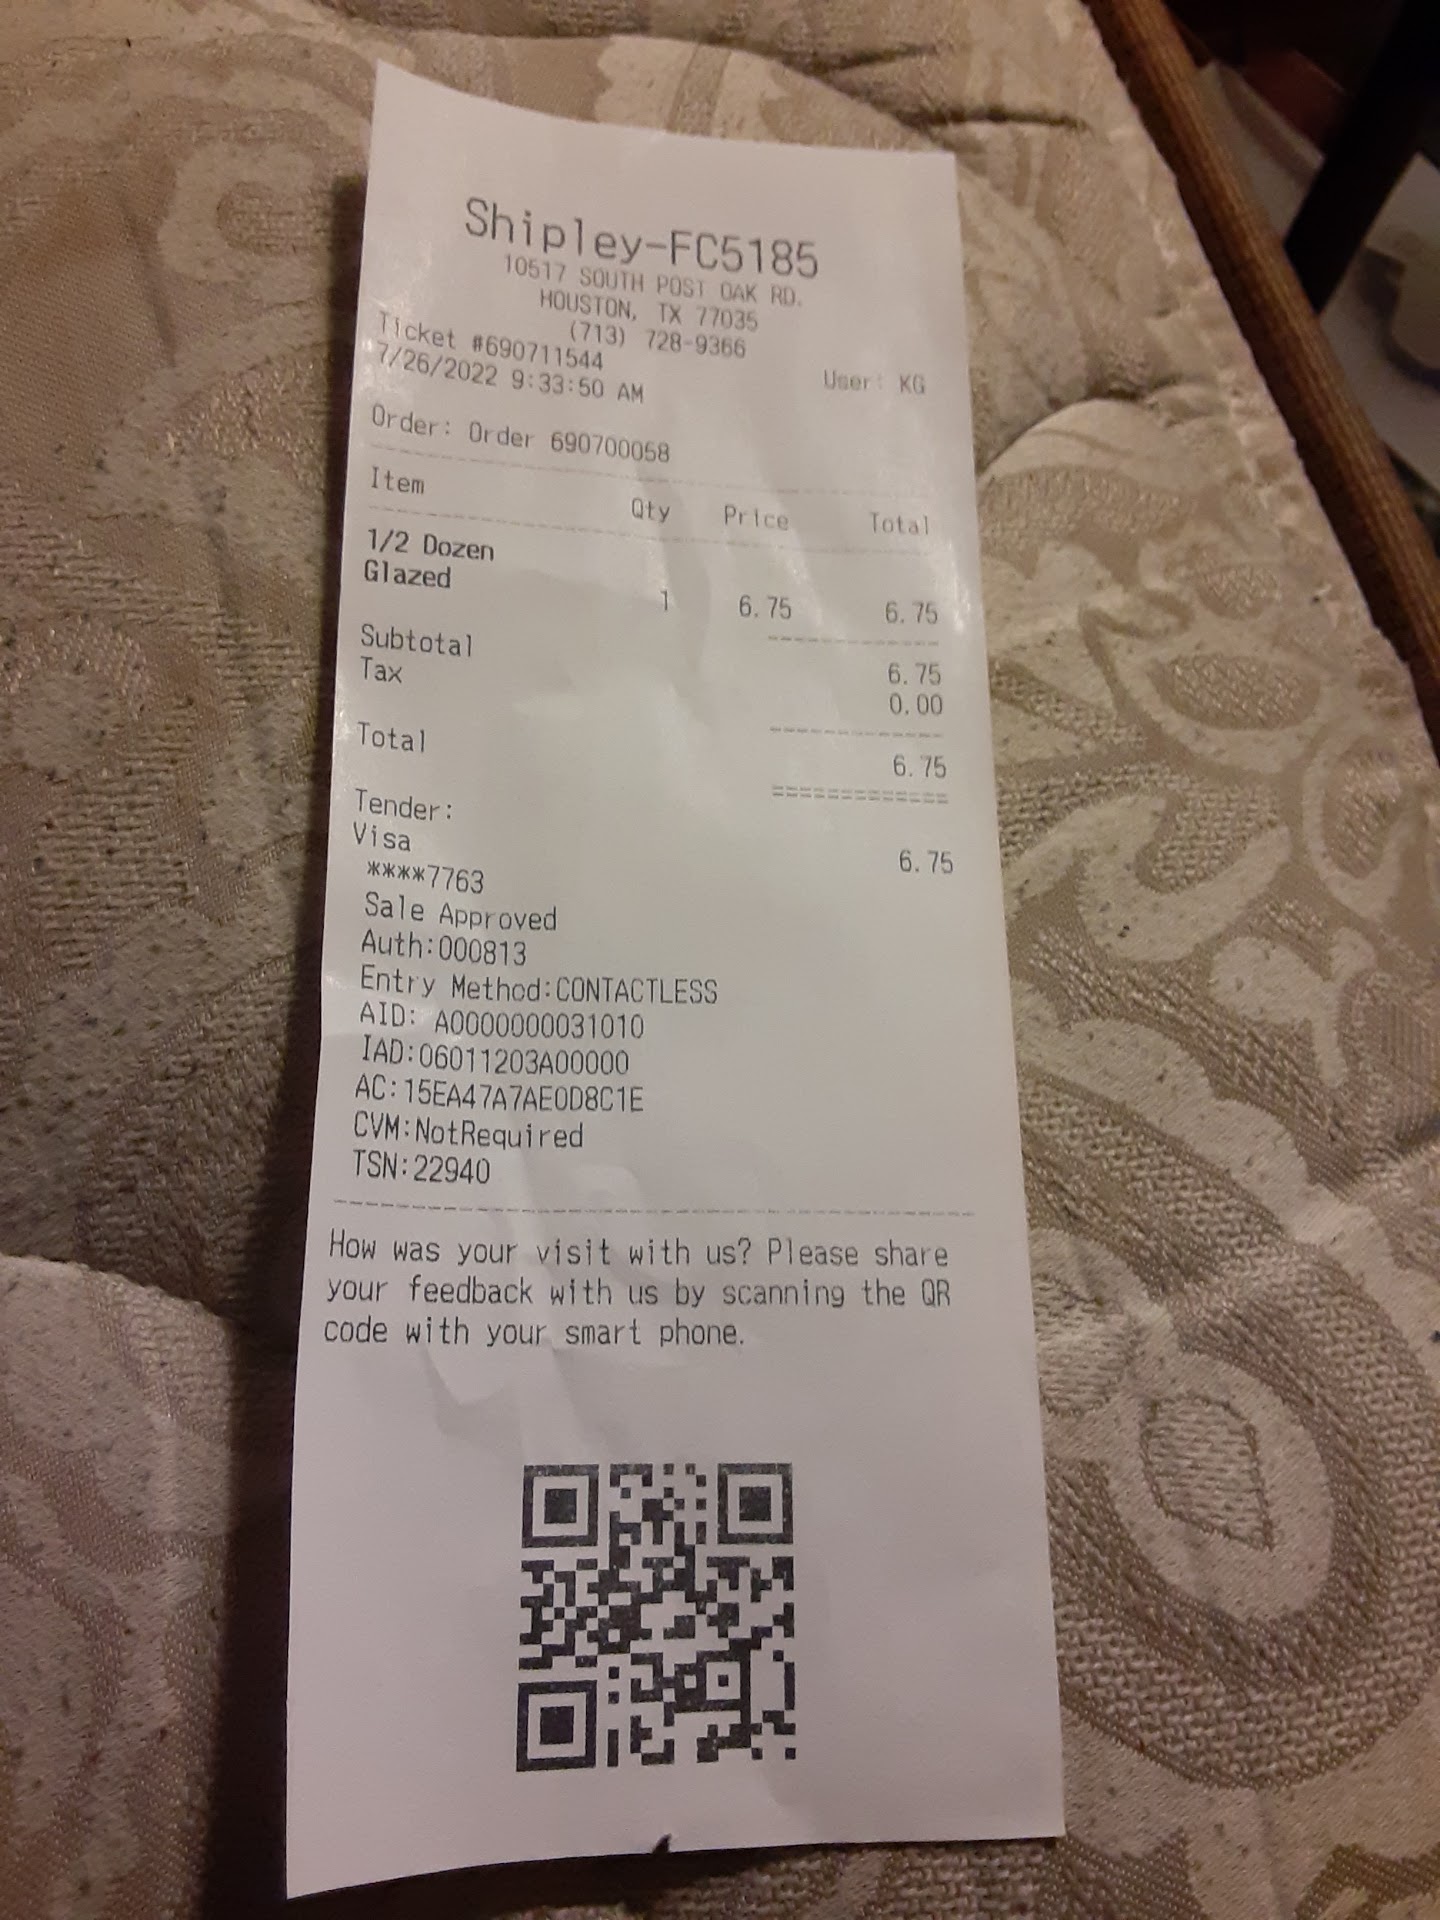 Shipley-FC5185
10517 SOUTH POST OAK RD.
HOUSTON, TX 77035
(713) 728-9366
Ticket #690711544
7/26/2022 9:33:50 AM User: KG
Order: Order 690700058
Item Qty Price Total
1/2 Dozen
Glazed
1 6.75 6.75
Subtotal 6.75
Tax 0.00
Total 6.75
Tender:
Visa 6.75
****7763
Sale Approved
Auth:000813
Entry Method:CONTACTLESS
AID: A0000000031010
IAD:06011203A00000
AC:15EA47A7AE0D8C1E
CVM:NotRequired
TSN:22940
How was your visit with us? Please share
your feedback with us by scanning the QR
code with your smart phone.